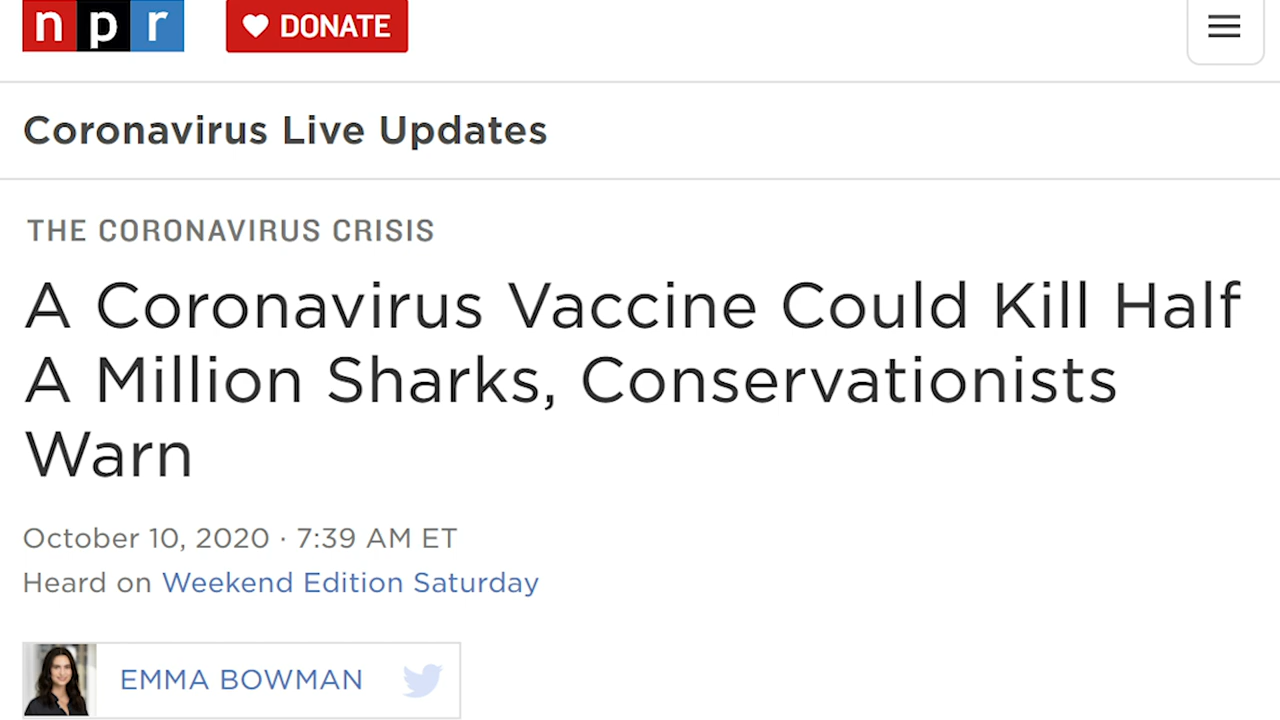 npr DONATE
Coronavirus Live Updates
THE CORONAVIRUS CRISIS
A Coronavirus Vaccine Could Kill Half
A Million Sharks, Conservationists
Warn
October 10, 2020 · 7:39 AM ET
Heard on Weekend Edition Saturday
EMMA BOWMAN